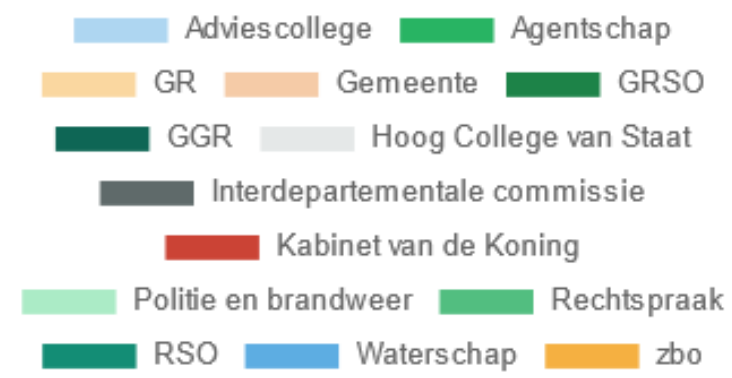 Adviescollege Agentschap
GR Gemeente GRSO
GGR Hoog College van Staat
Interdepartementale commissie
Kabinet van de Koning
Politie en brandweer Rechtspraak
RSO Waterschap zbo